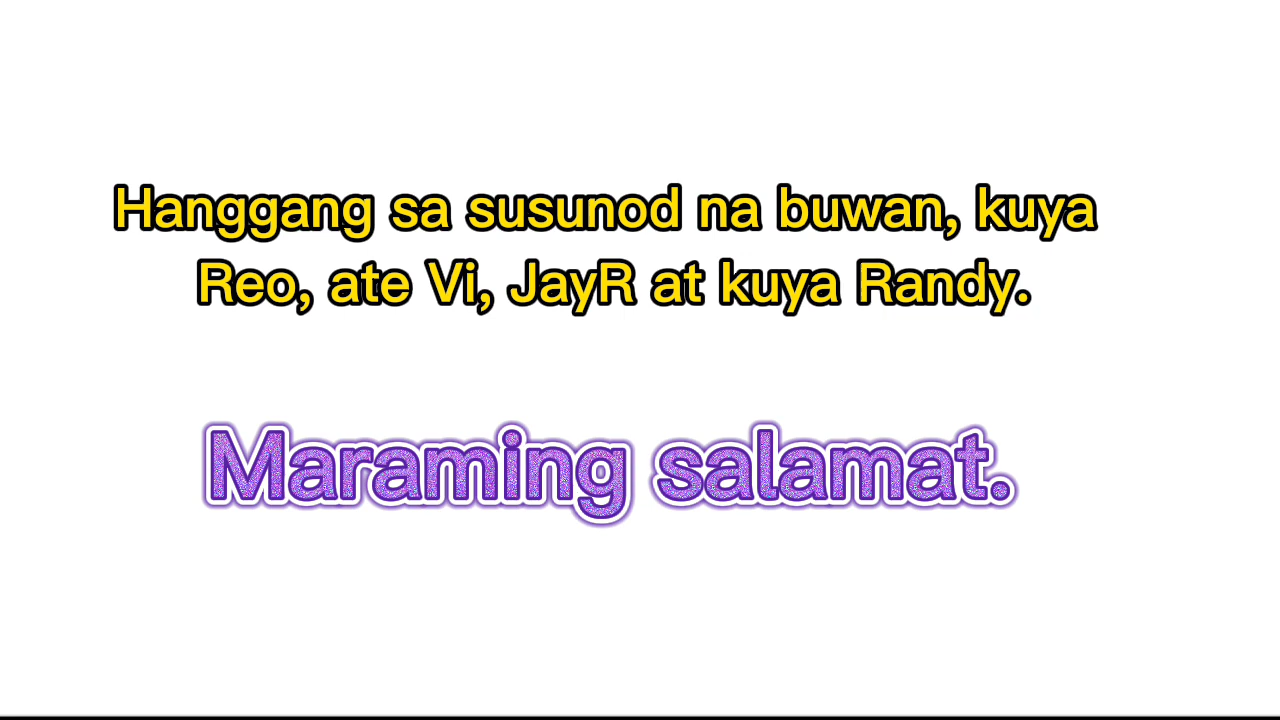 Hanggang sa susunod na buwan, kuya
Reo, ate Vi, JayR at kuya Randy.
Maraming salamat.